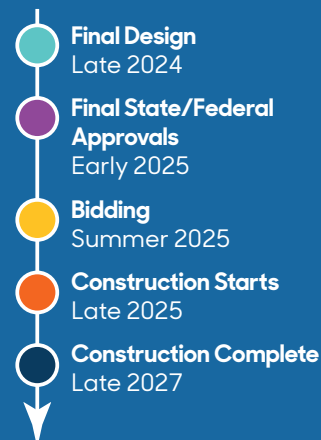 Final Design
Late 2024
Final State/Federal
Approvals
Early 2025
Bidding
Summer 2025
Construction Starts
Late 2025
Construction Complete
Late 2027